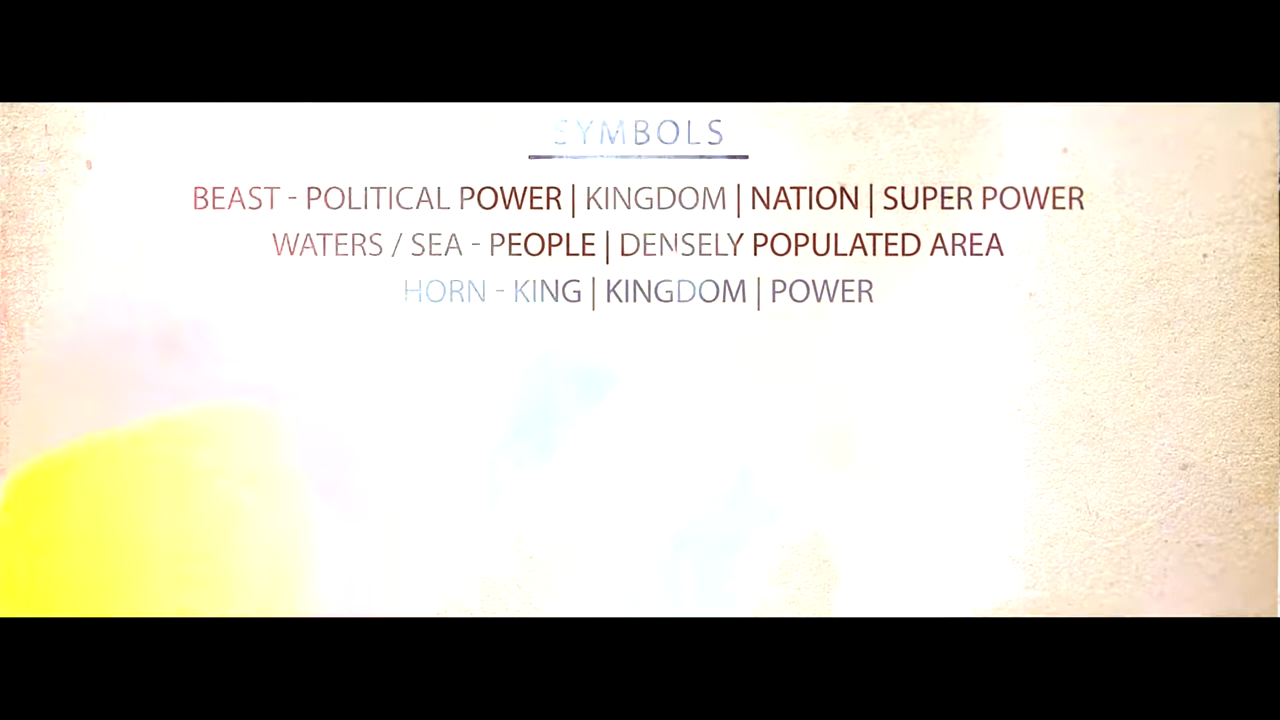 SYMBOLS
BEAST - POLITICAL POWER | KINGDOM | NATION | SUPER POWER
WATERS / SEA - PEOPLE | DENSELY POPULATED AREA
HORN - KING | KINGDOM | POWER